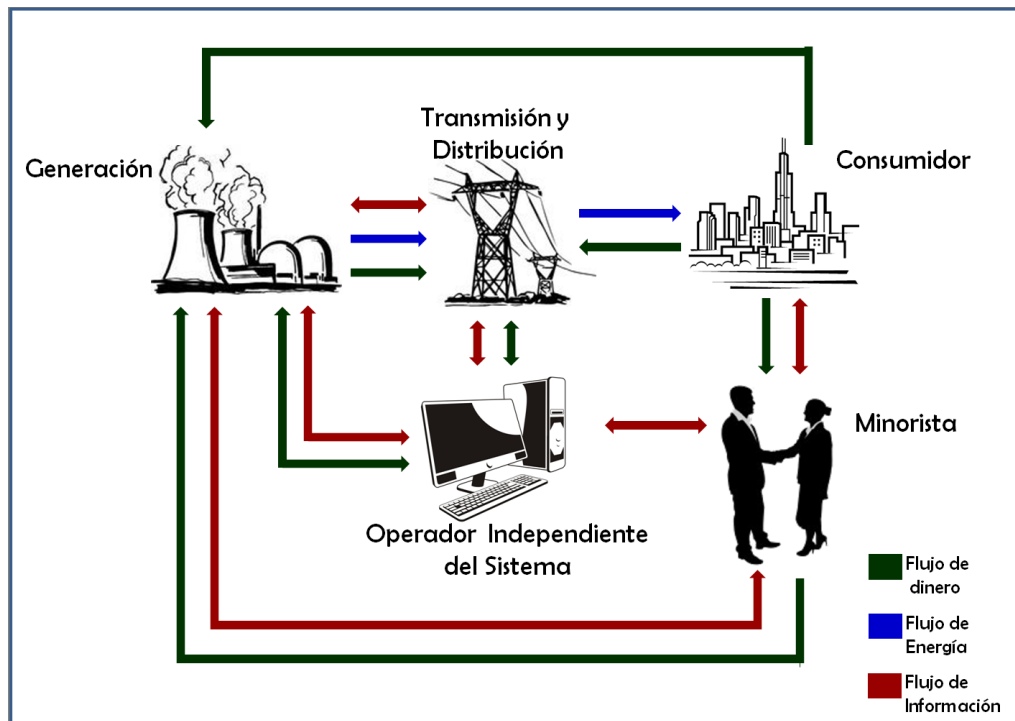 Transmisión y
Distribución
Generación
Consumidor
Minorista
Operador Independiente
del Sistema
Flujo de
dinero
Flujo de
Energía
Flujo de
Información